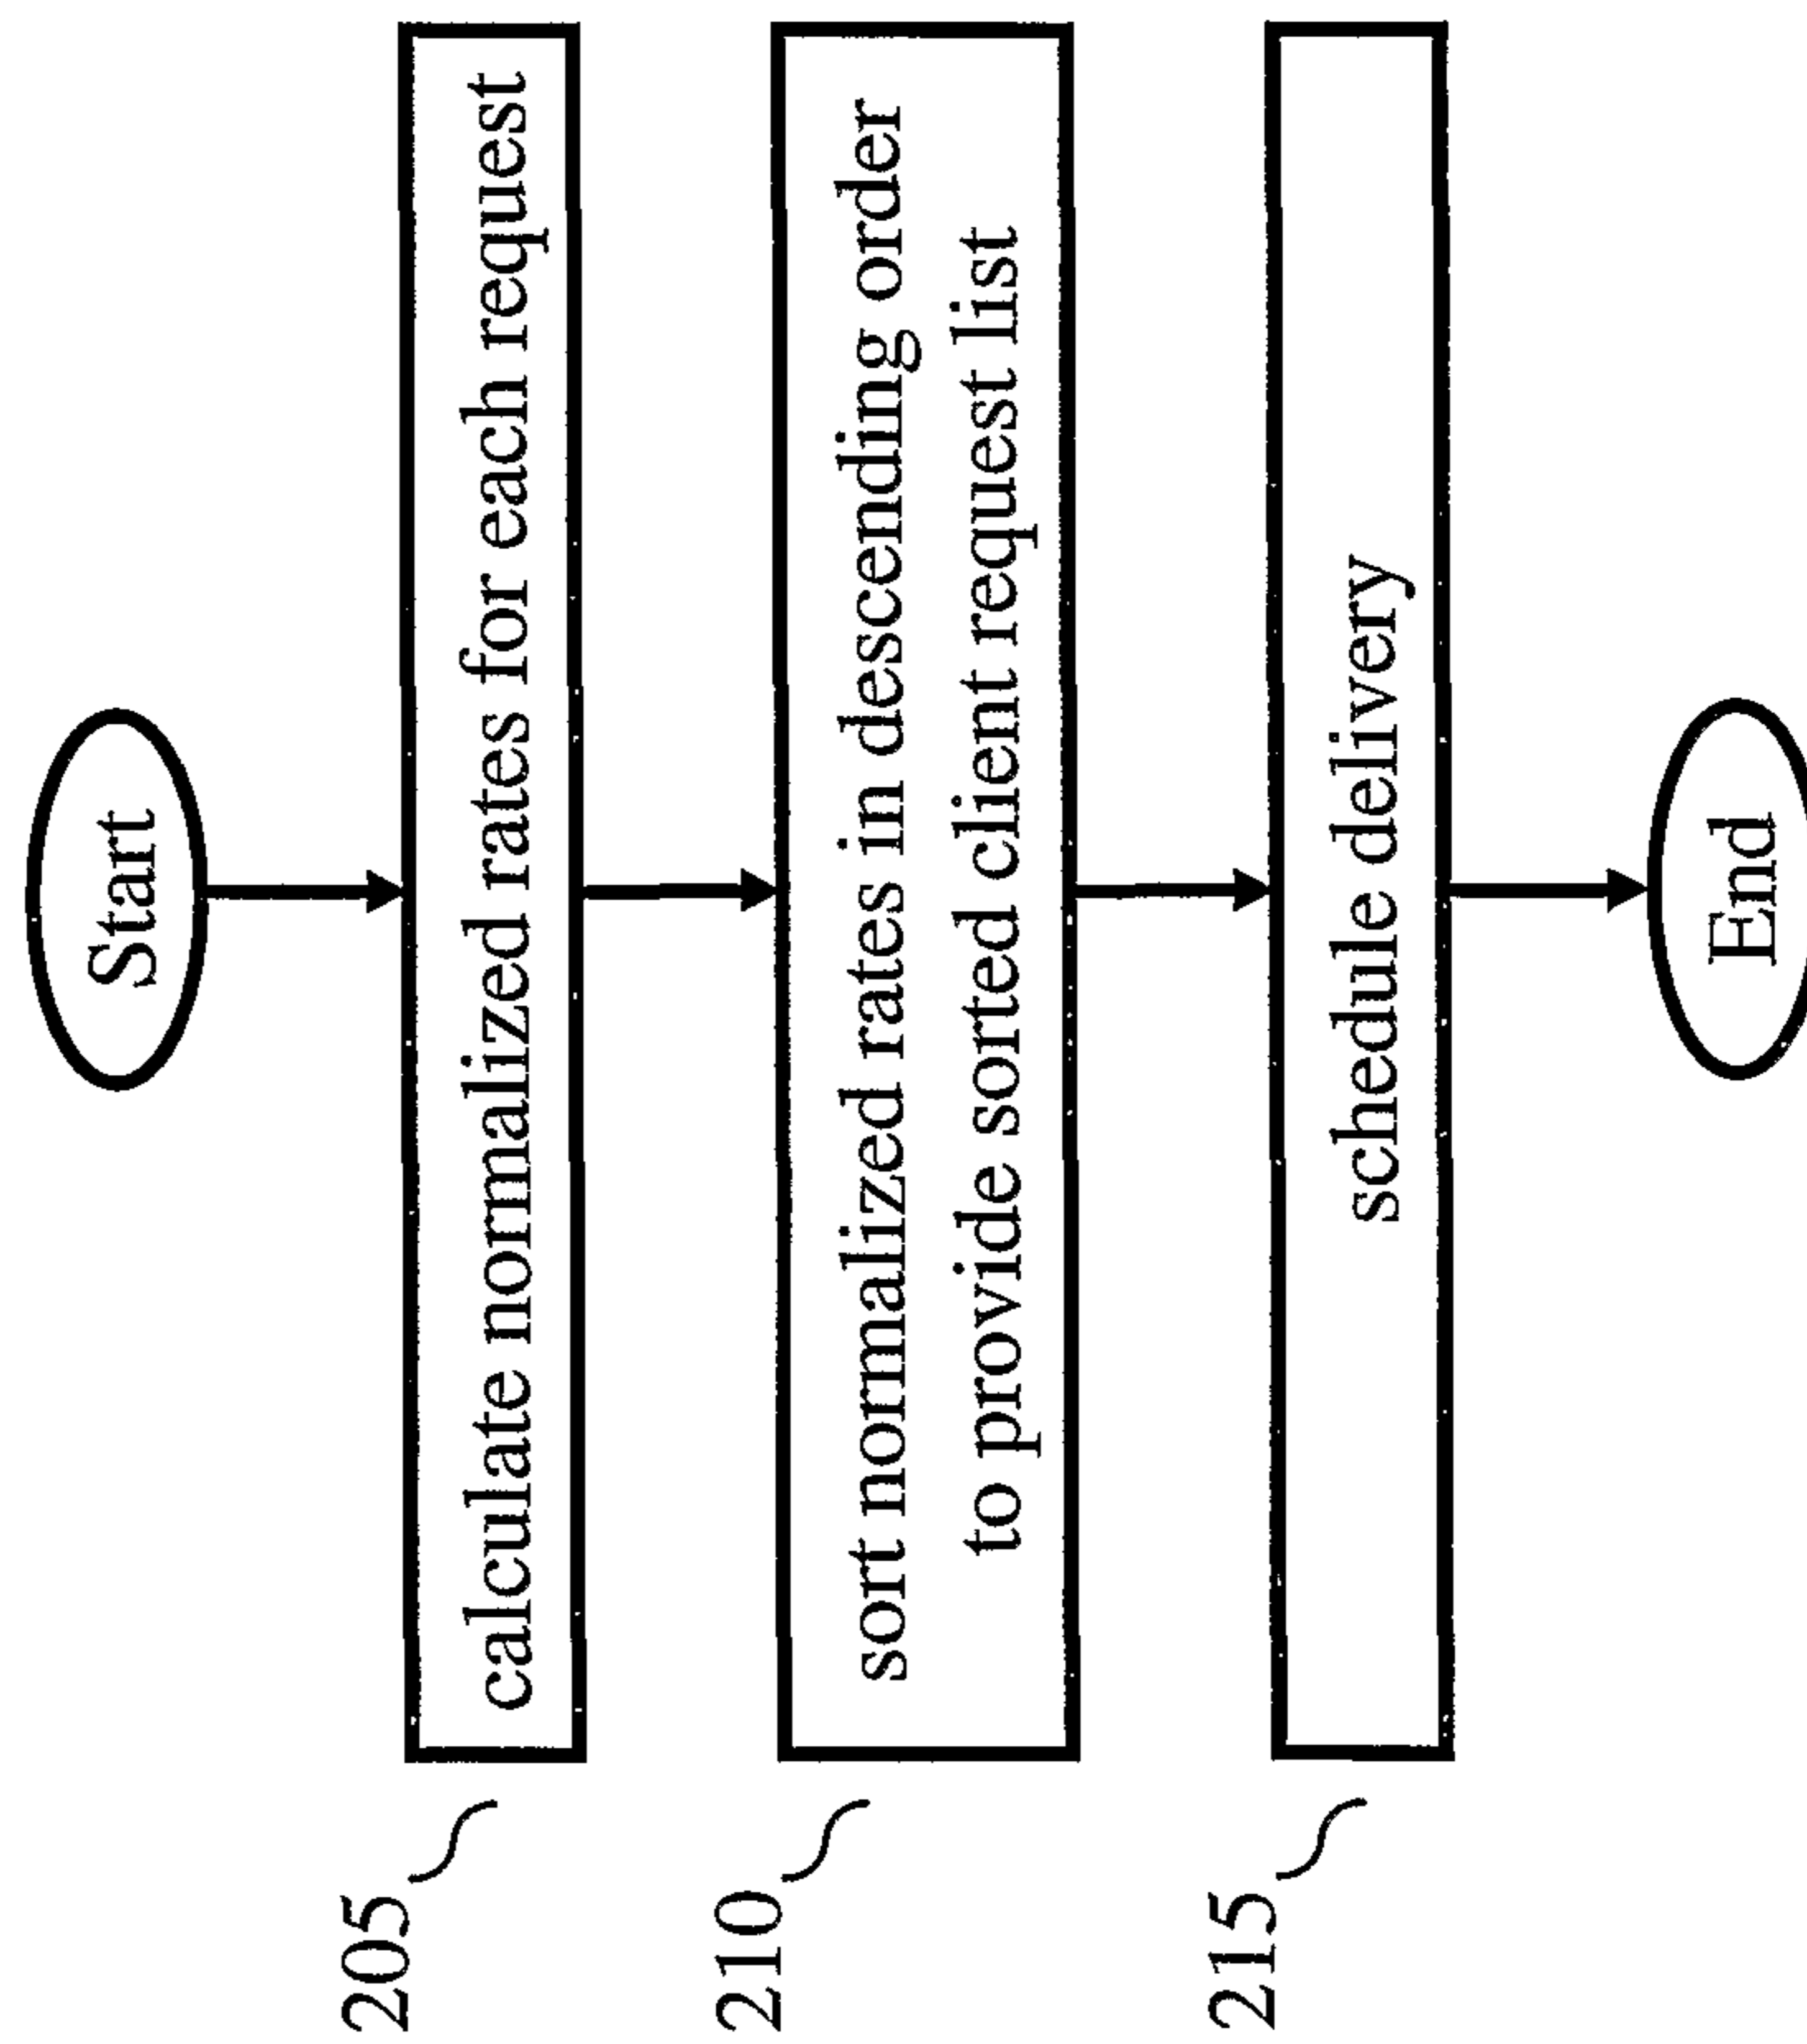 Start
205
calculate normalized rates for each request
210
sort normalized rates in descending order
to provide sorted client request list
215
schedule delivery
End